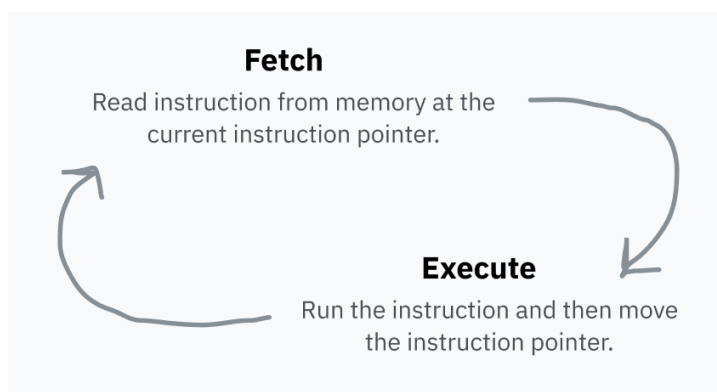 Fetch
Read instruction from memory at the
current instruction pointer.
Execute
Run the instruction and then move
the instruction pointer.